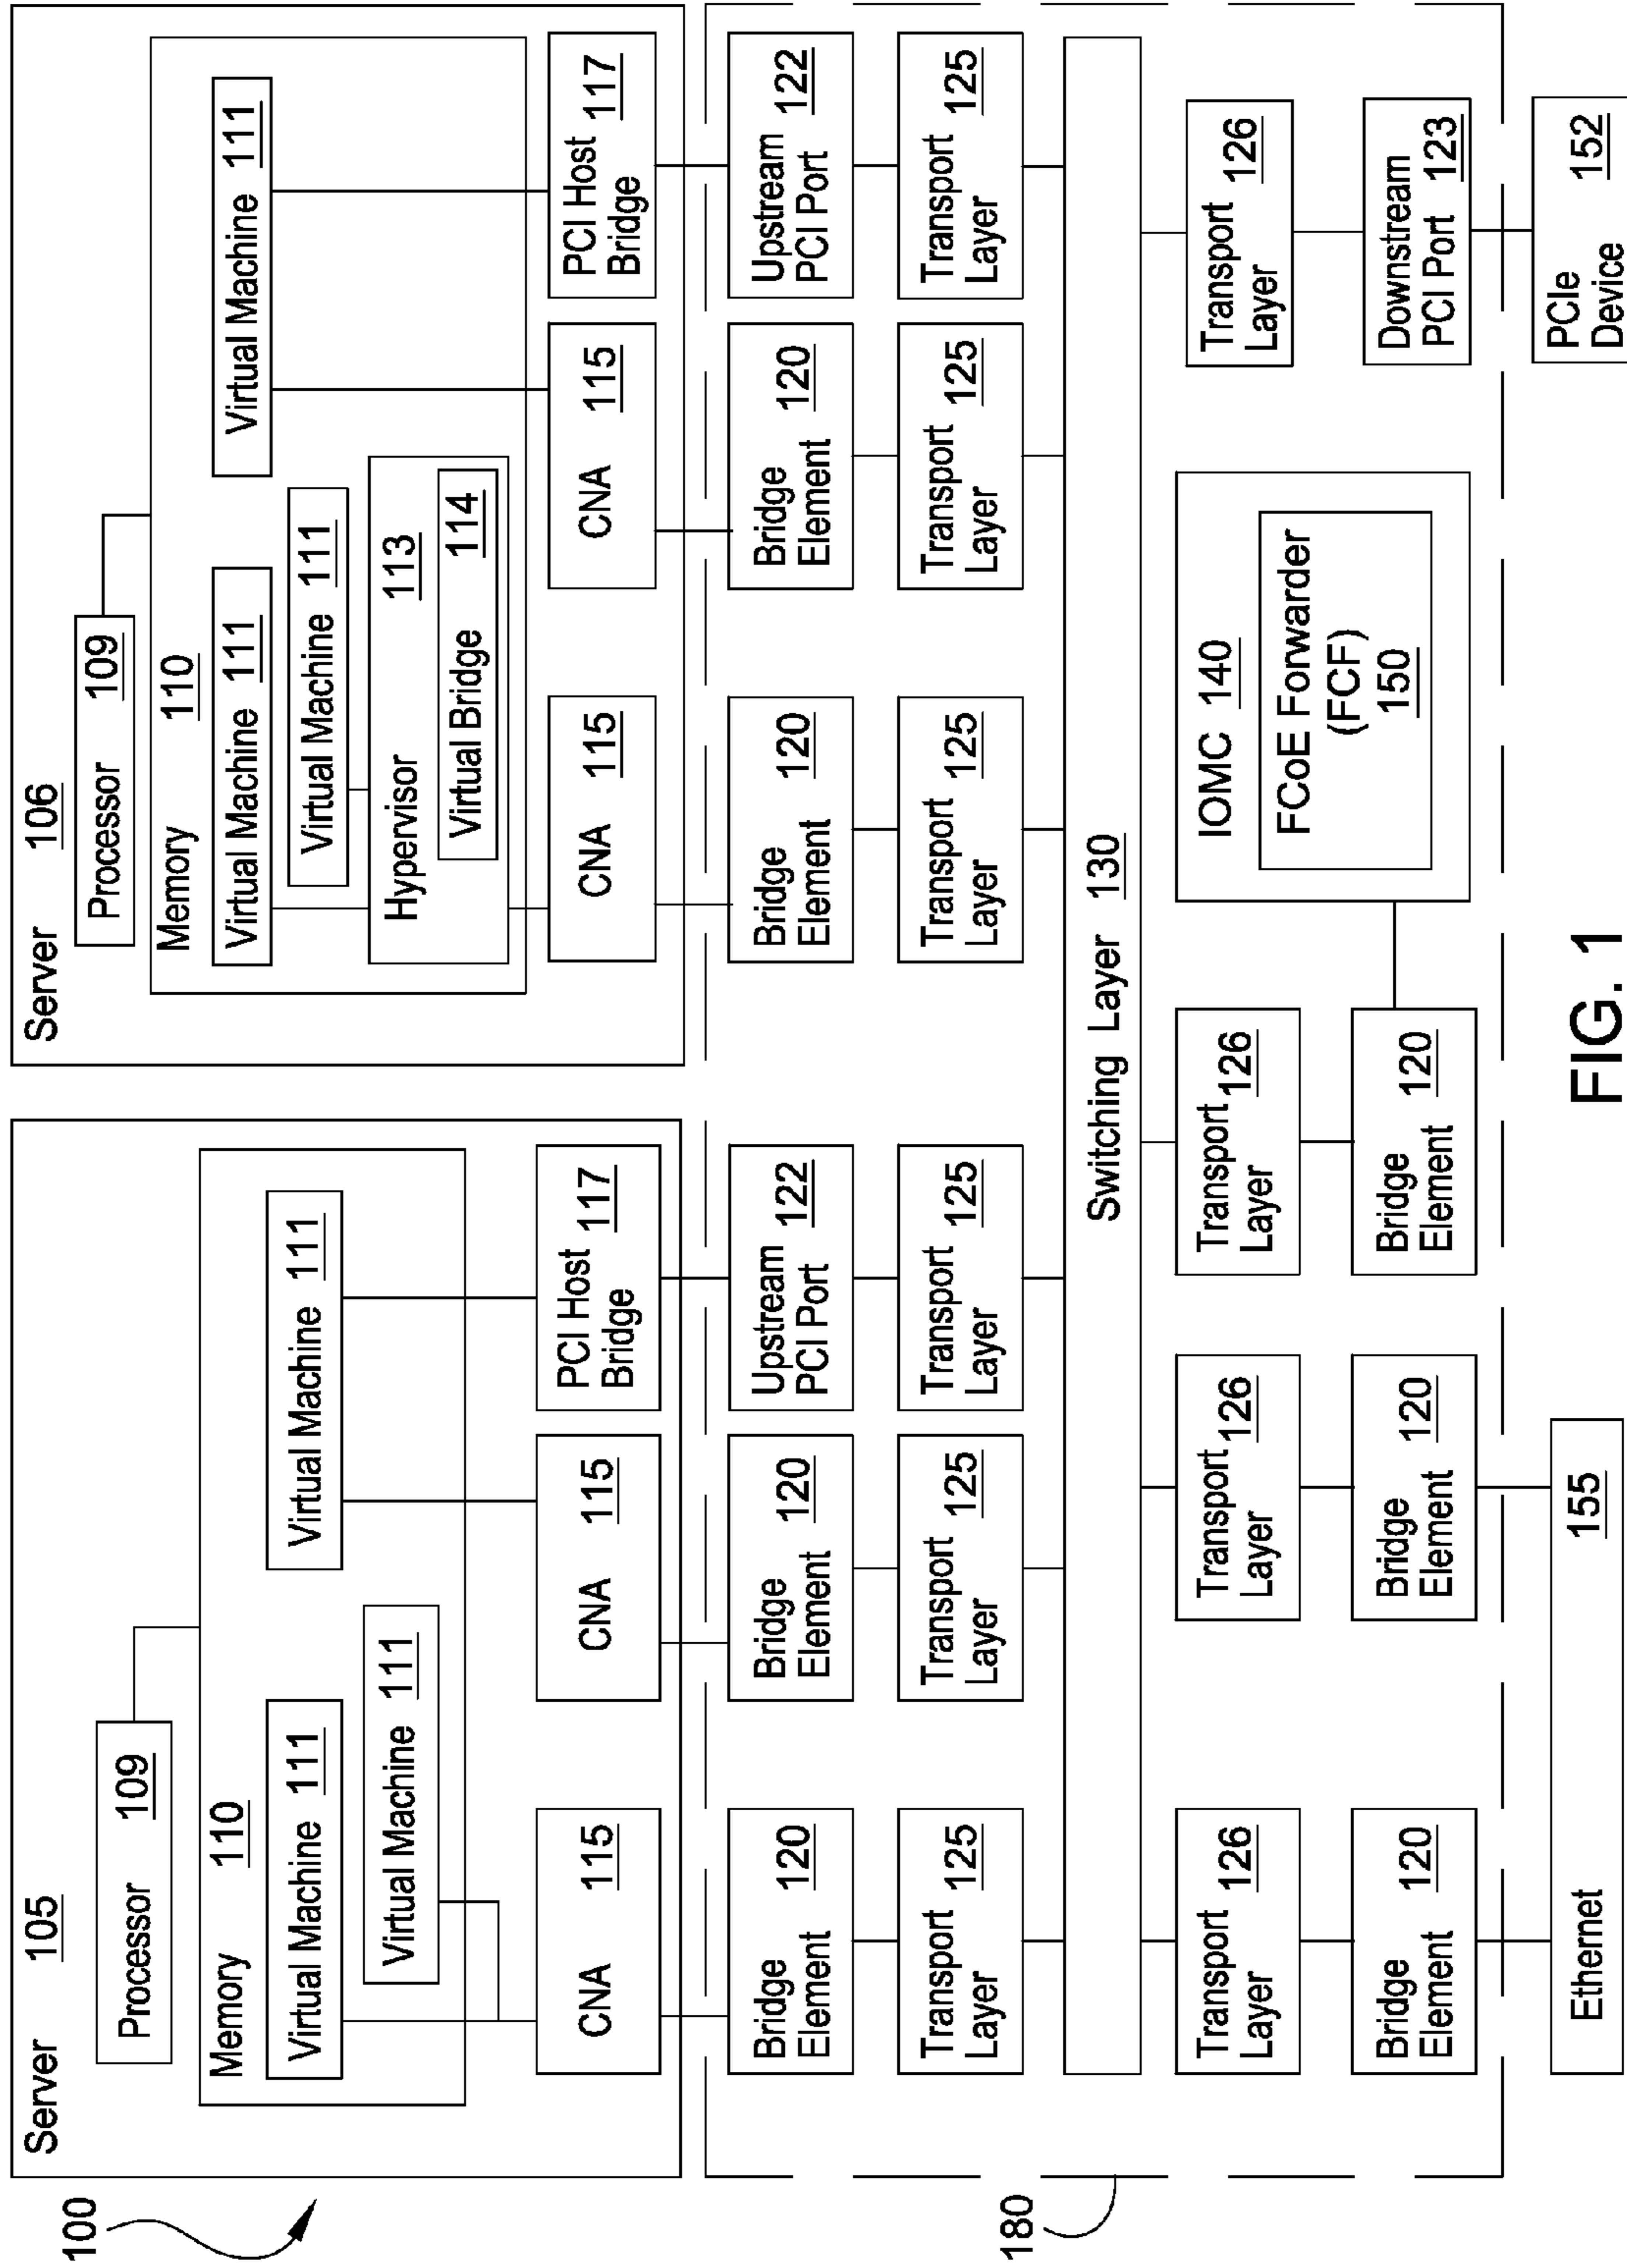 100
Server 105
Processor 109
Memory 110
Virtual Machine 111
Virtual Machine 111
Virtual Machine 111
CNA 115
CNA 115
PCI Host
Bridge 117
Server 106
Processor 109
Memory 110
Virtual Machine 111
Virtual Machine 111
Virtual Machine 111
Hypervisor 113
Virtual Bridge 114
CNA 115
CNA 115
PCI Host
Bridge 117
180
Bridge
Element 120
Bridge
Element 120
Upstream
PCI Port 122
Bridge
Element 120
Bridge
Element 120
Upstream
PCI Port 122
Transport
Layer 125
Transport
Layer 125
Transport
Layer 125
Transport
Layer 125
Transport
Layer 125
Transport
Layer 125
Switching Layer 130
Transport
Layer 126
Transport
Layer 126
Transport
Layer 126
IOMC 140
FCoE Forwarder
(FCF)
150
Transport
Layer 126
Bridge
Element 120
Bridge
Element 120
Bridge
Element 120
Downstream
PCI Port 123
Ethernet 155
PCIe
Device 152
FIG. 1